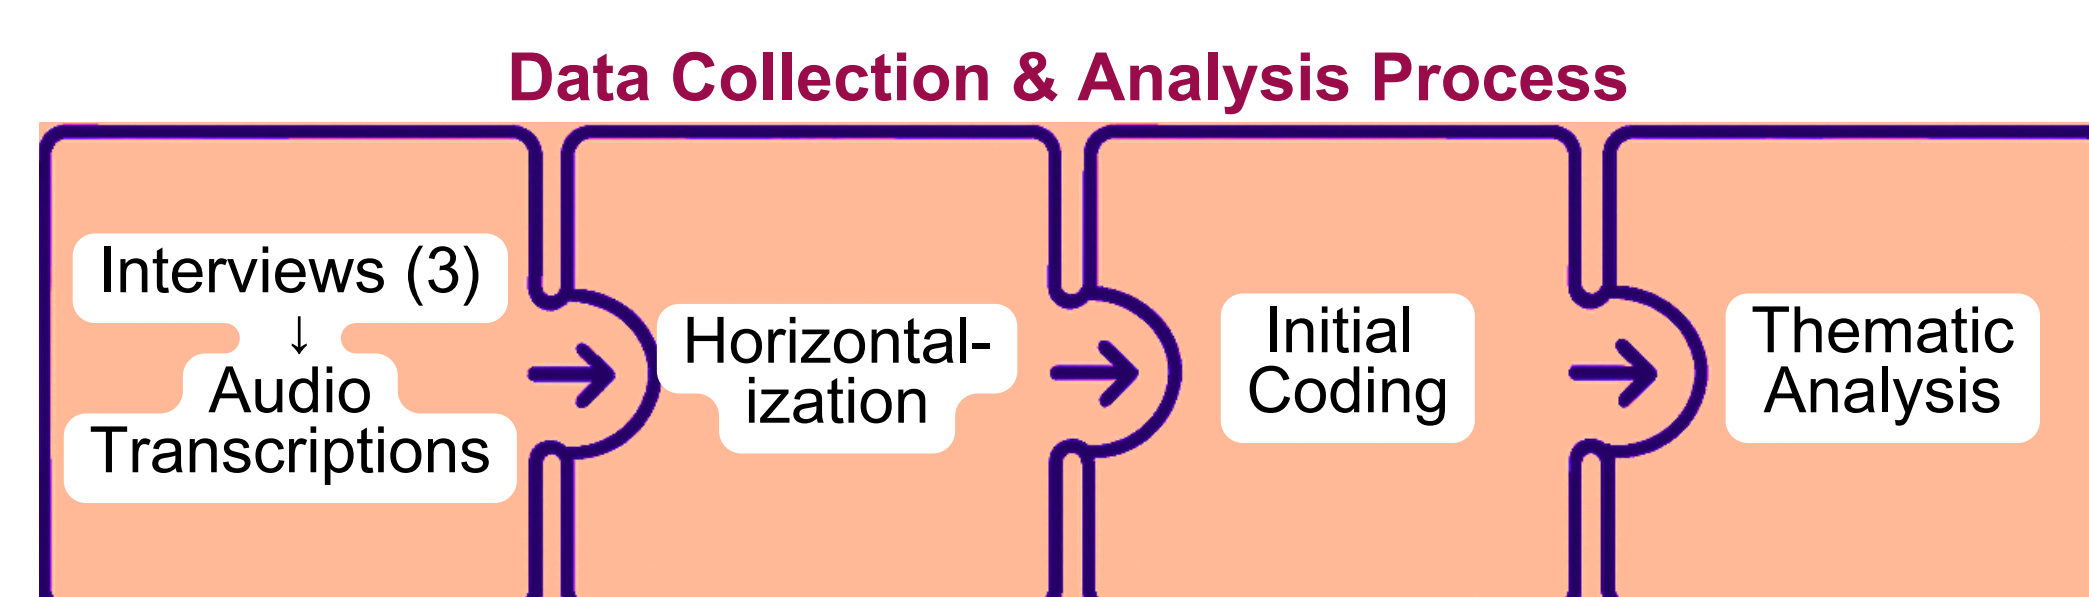 Data Collection & Analysis Process
Interviews (3)
↓
Audio
Transcriptions
Horizontal-
ization
Initial
Coding
Thematic
Analysis